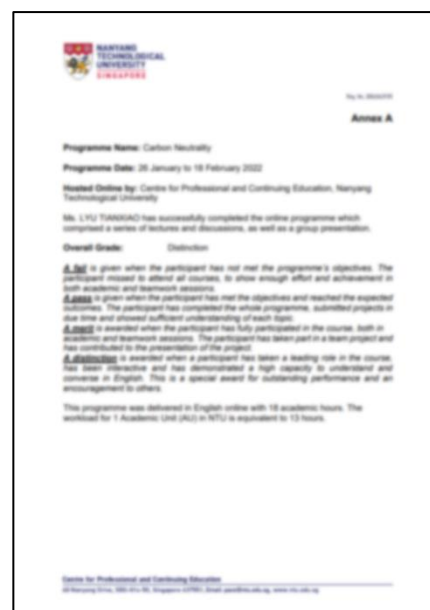 NANYANG
TECHNOLOGICAL
UNIVERSITY
SINGAPORE
Annex A
Programme Name: Carbon Neutrality
Programme Date: 26 January to 18 February 2022
Hosted Online by: Centre for Professional and Continuing Education, Nanyang
Technological University
Ms. LYU TIANXIAO has successfully completed the online programme which
comprised a series of lectures and discussions, as well as a group presentation.
Overall Grade: Distinction
A fail is given when the participant has not met the programme's objectives. The
participant missed to attend all courses, to show enough effort and achievement in
both academic and teamwork sessions.
A pass is given when the participant has met the objectives and reached the expected
outcomes. The participant has completed the whole programme, submitted projects in
due time and showed sufficient understanding of each topic.
A merit is awarded when the participant has fully participated in the course, both in
academic and teamwork sessions. The participant has taken part in a team project and
has contributed to the presentation of the project.
A distinction is awarded when a participant has taken a leading role in the course,
has been interactive and has demonstrated a high capacity to understand and
converse in English. This is a special award for outstanding performance and an
encouragement to others.
This programme was delivered in English online with 18 academic hours. The
workload for 1 Academic Unit (AU) in NTU is equivalent to 13 hours.
Centre for Professional and Continuing Education